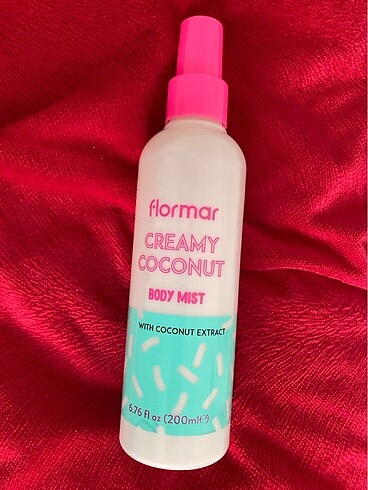 flormar
CREAMY
COCONUT
BODY MIST
WITH COCONUT EXTRACT
6.76 fl oz (200ml℮)